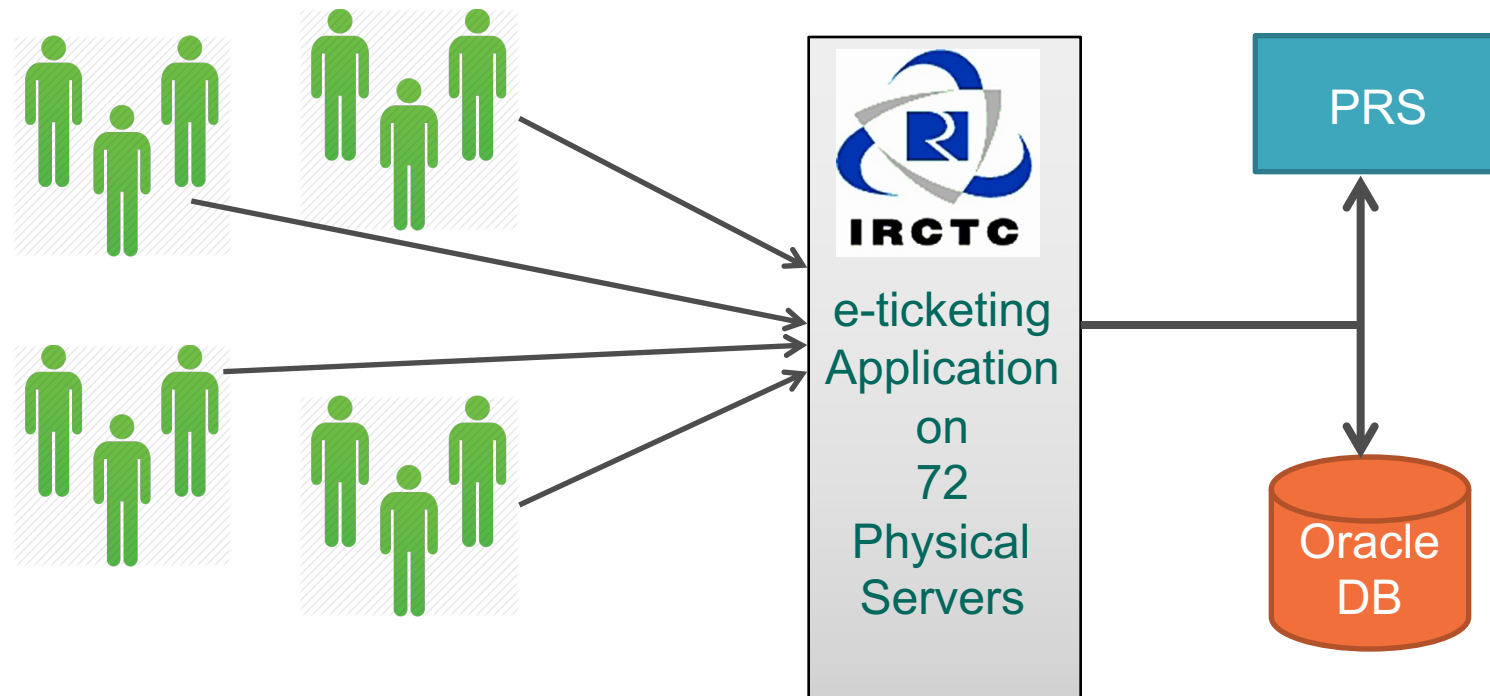 IRCTC
e-ticketing
Application
on
72
Physical
Servers
PRS
Oracle
DB